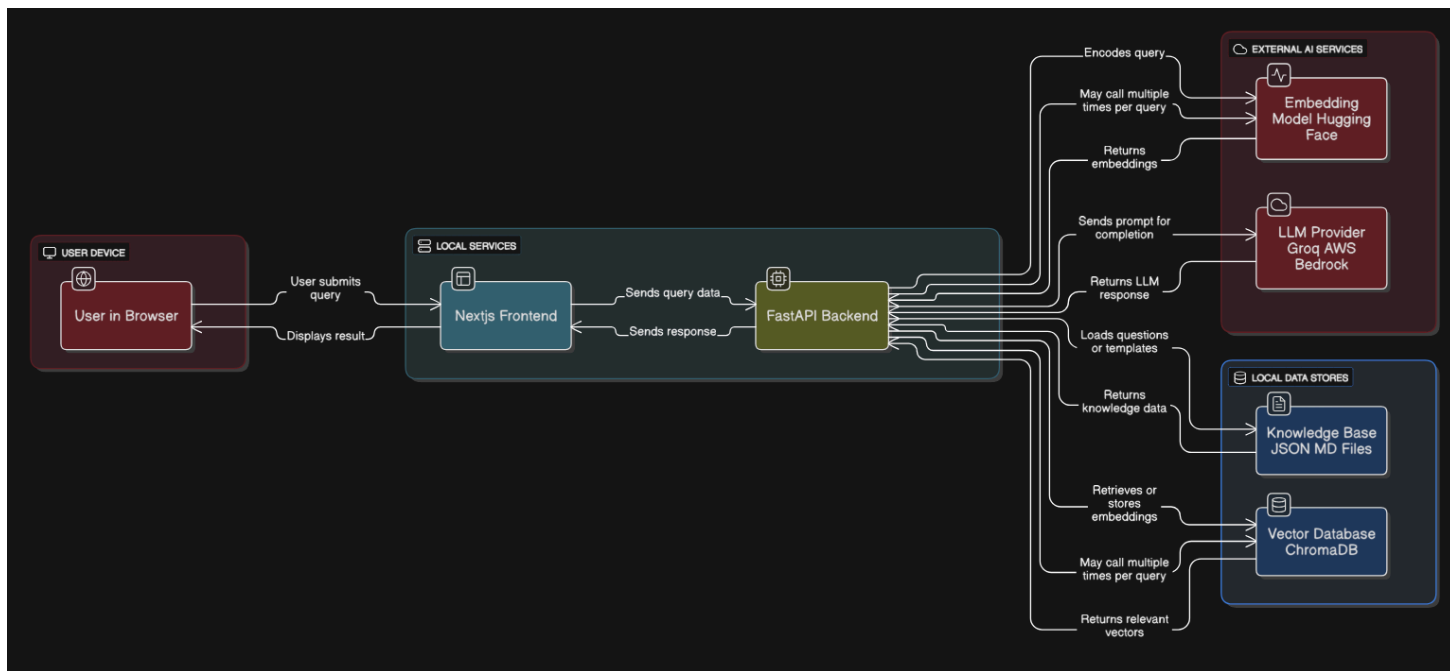 USER DEVICE
User in Browser
User submits
query
Displays result
LOCAL SERVICES
Nextjs Frontend
Sends query data
Sends response
FastAPI Backend
Encodes query
May call multiple
times per query
Returns
embeddings
Sends prompt for
completion
Returns LLM
response
Loads questions
or templates
Returns
knowledge data
Retrieves or
stores
embeddings
May call multiple
times per query
Returns relevant
vectors
EXTERNAL AI SERVICES
Embedding
Model Hugging
Face
LLM Provider
Groq AWS
Bedrock
LOCAL DATA STORES
Knowledge Base
JSON MD Files
Vector Database
ChromaDB